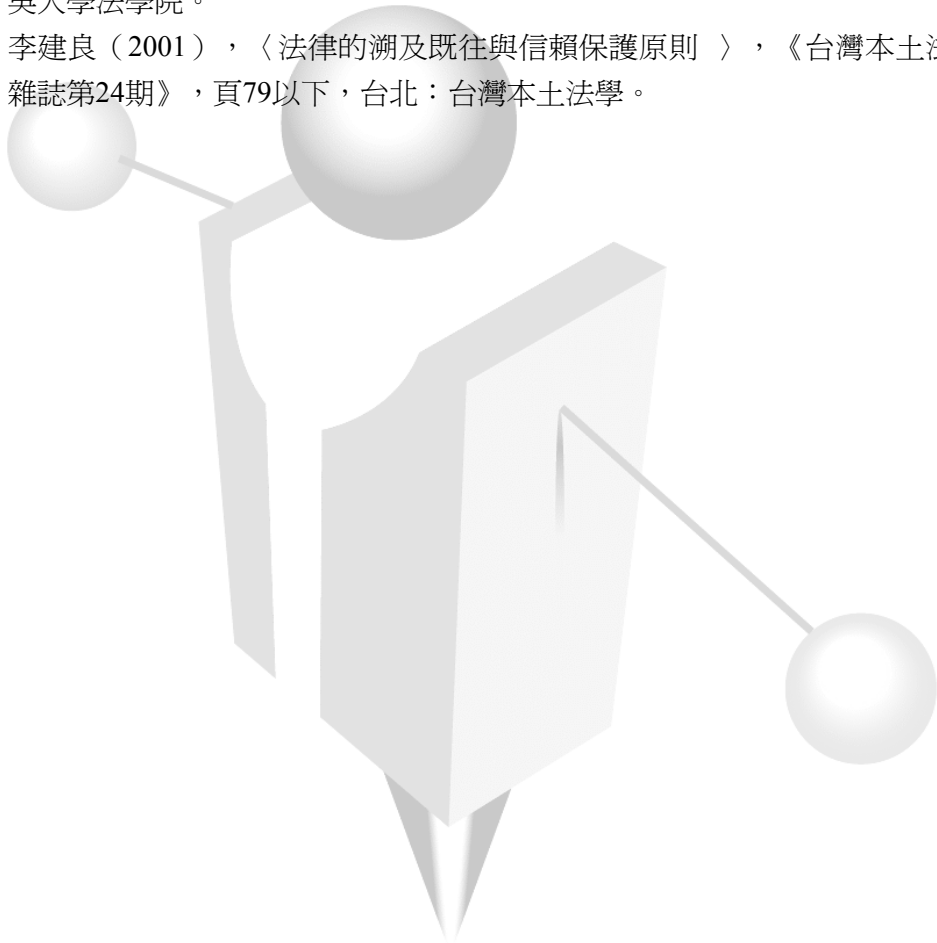 英大學法學院。
李建良（2001），〈法律的溯及既往與信賴保護原則 〉，《台灣本土
雜誌第24期》，頁79以下，台北：台灣本土法學。